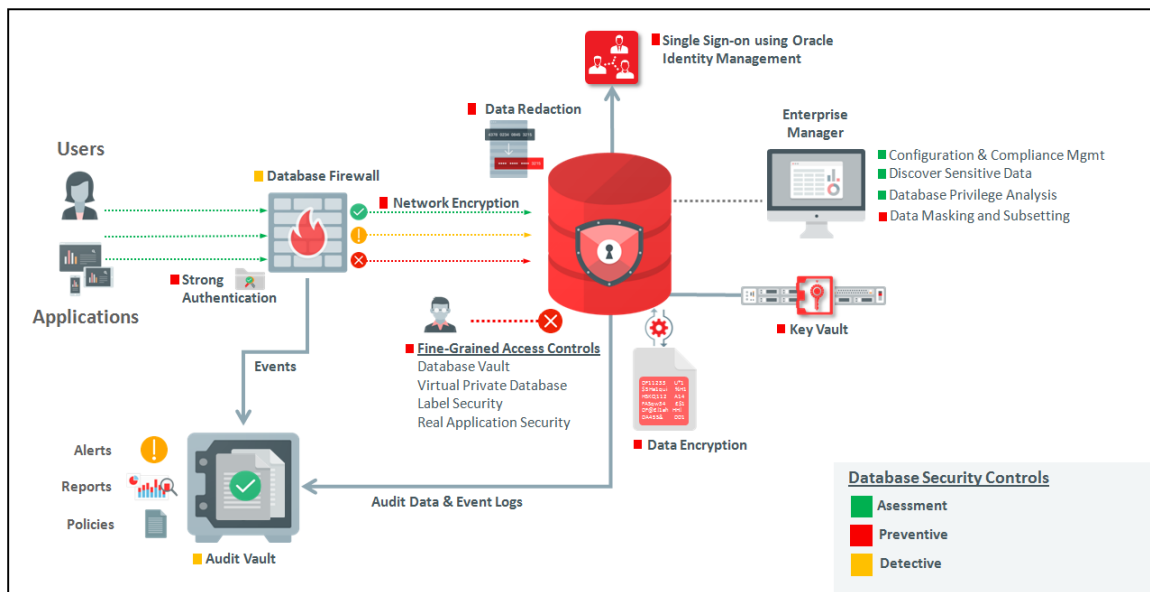 Single Sign-on using Oracle
Identity Management
Data Redaction
Enterprise
Manager
Configuration & Compliance Mgmt
Discover Sensitive Data
Database Privilege Analysis
Data Masking and Subsetting
Users
Database Firewall
Network Encryption
Strong
Authentication
Applications
Key Vault
Fine-Grained Access Controls
Database Vault
Virtual Private Database
Label Security
Real Application Security
Events
Data Encryption
Alerts
Reports
Policies
Audit Data & Event Logs
Audit Vault
Database Security Controls
Asessment
Preventive
Detective